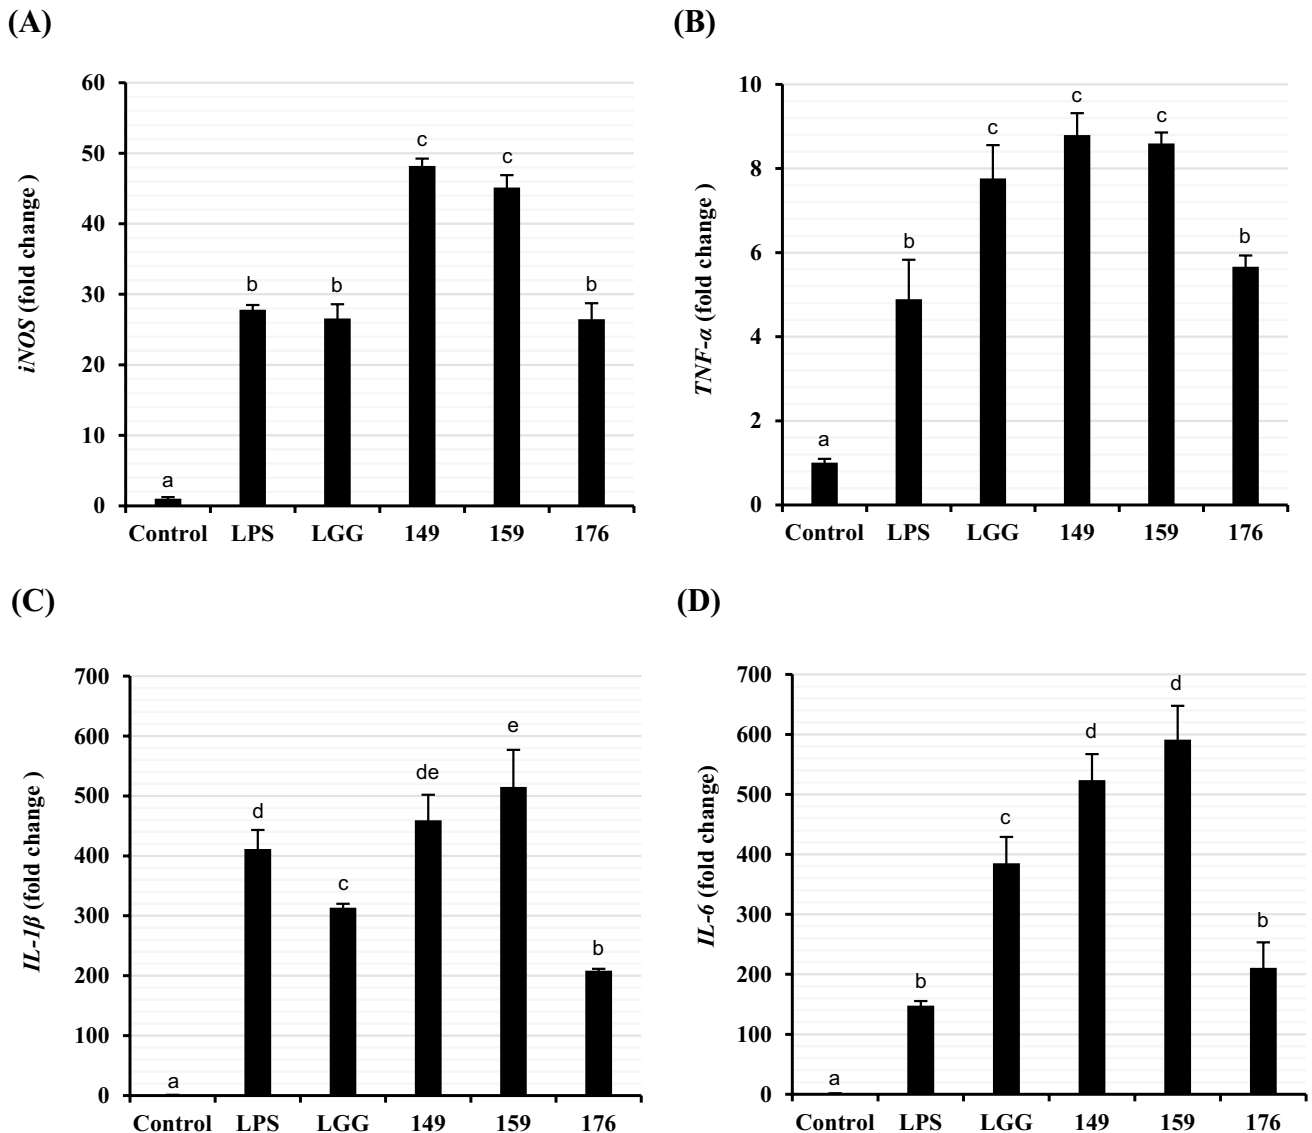 (A)
60
50
40
30
20
10
0
iNOS (fold change )
a
b
b
c
c
b
Control LPS LGG 149 159 176
(B)
10
8
6
4
2
0
TNF-α (fold change )
a
b
c
c
c
b
Control LPS LGG 149 159 176
(C)
700
600
500
400
300
200
100
0
IL-1β (fold change )
a
d
c
de
e
b
Control LPS LGG 149 159 176
(D)
700
600
500
400
300
200
100
0
IL-6 (fold change)
a
b
c
d
d
b
Control LPS LGG 149 159 176